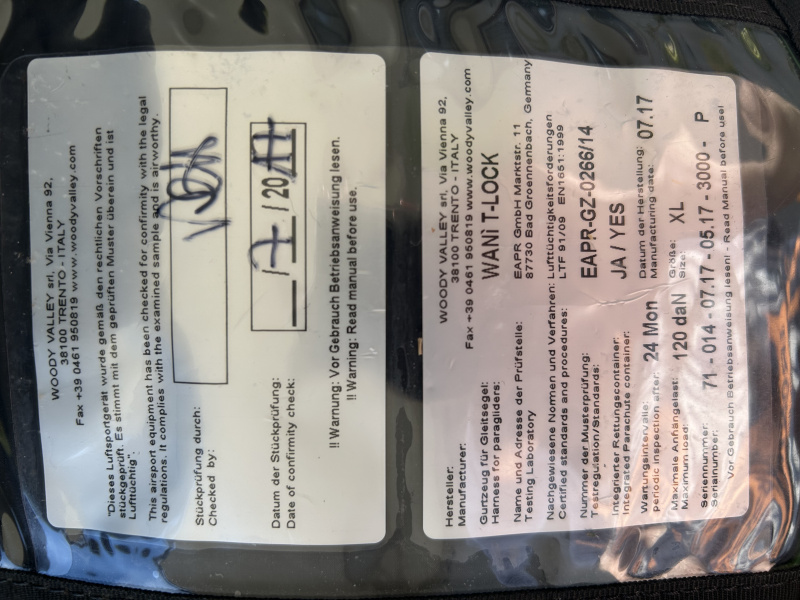 WOODY VALLEY srl, Via Vienna 92,
38100 TRENTO - ITALY
Fax +39 0461 950819 www.woodyvalley.com
"Dieses Luftsportgerät wurde gemäß den rechtlichen Vorschriften
stückgeprüft. Es stimmt mit dem geprüften Muster überein und ist
Lufttüchtig".
This airsport equipment has been checked for confirmity with the legal
regulations. It complies with the examined sample and is airworthy.
Stückprüfung durch:
Checked by:
Datum der Stückprüfung:
Date of confirmity check:
__/7/2017
!! Warnung: Vor Gebrauch Betriebsanweisung lesen.
!! Warning: Read manual before use.
WOODY VALLEY srl, Via Vienna 92,
38100 TRENTO - ITALY
Fax +39 0461 950819 www.woodyvalley.com
Hersteller:
Manufacturer:
Gurtzeug für Gleitsegel:
Harness for paragliders:
WANi T-LOCK
Name und Adresse der Prüfstelle:
Testing Laboratory
EAPR GmbH Marktstr. 11
87730 Bad Groennenbach, Germany
Nachgewiesene Normen und Verfahren: Lufttüchtigkeitsforderungen
Certified standards and procedures: LTF 91/09 EN1651:1999
Nummer der Musterprüfung:
Testregulation/Standards:
EAPR-GZ-0266/14
Integrierter Rettungscontainer:
Integrated Parachute container:
JA / YES
Wartungsintervalle:
periodic inspection after:
24 Mon
Datum der Herstellung:
Manufacturing date:
07.17
Maximale Anhängelast:
Maximum load:
120 daN
Größe:
Size:
XL
Seriennummer:
Serialnumber:
71 - 014 - 07.17 - 05.17 - 3000 - P
Vor Gebrauch Betriebsanweisung lesen! - Read Manual before use!